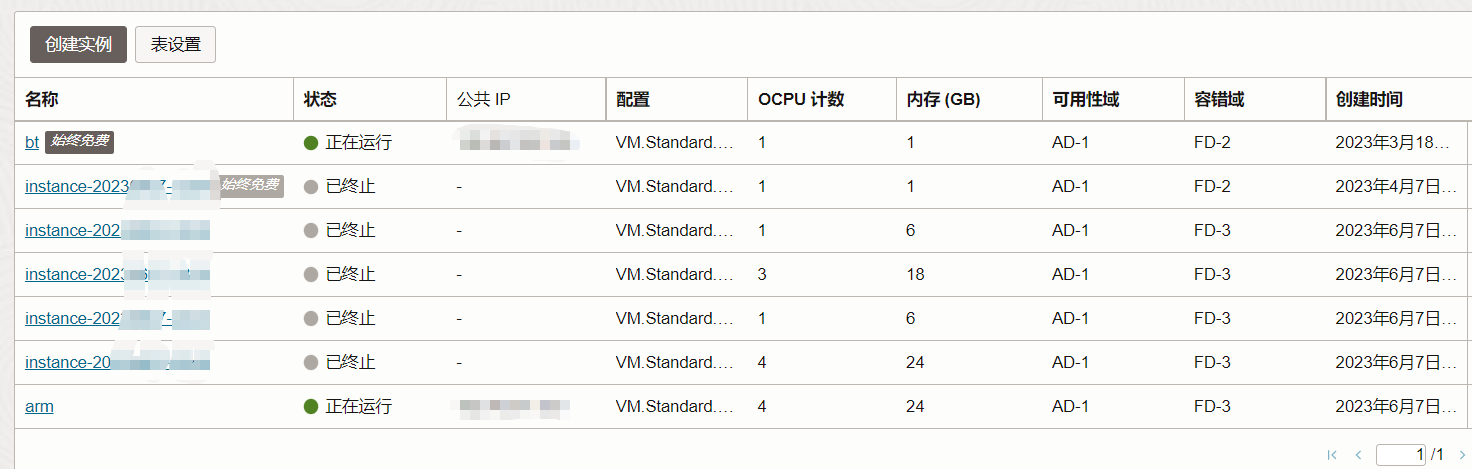 创建实例 表设置
名称 状态 公共 IP 配置 OCPU 计数 内存 (GB) 可用性域 容错域 创建时间
bt 始终免费 正在运行 VM.Standard.... 1 1 AD-1 FD-2 2023年3月18...
instance-2023 始终免费 已终止 - VM.Standard.... 1 1 AD-1 FD-2 2023年4月7日...
instance-202 已终止 - VM.Standard.... 1 6 AD-1 FD-3 2023年6月7日...
instance-2023 已终止 - VM.Standard.... 3 18 AD-1 FD-3 2023年6月7日...
instance-202 已终止 - VM.Standard.... 1 6 AD-1 FD-3 2023年6月7日...
instance-20 已终止 - VM.Standard.... 4 24 AD-1 FD-3 2023年6月7日...
arm 正在运行 VM.Standard.... 4 24 AD-1 FD-3 2023年6月7日...
1 /1